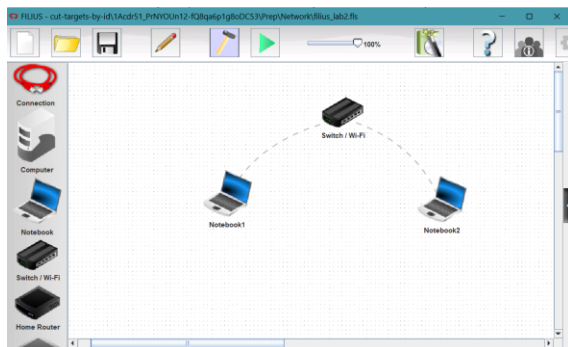 FILIUS - cut-targets-by-id\1AcdrS1_PrNYOUn12-fQ8qa6p1g8oDC53\Prep\Network\filius_lab2.fls
100%
Connection
Computer
Notebook
Switch / Wi-Fi
Home Router
Switch / Wi-Fi
Notebook1
Notebook2